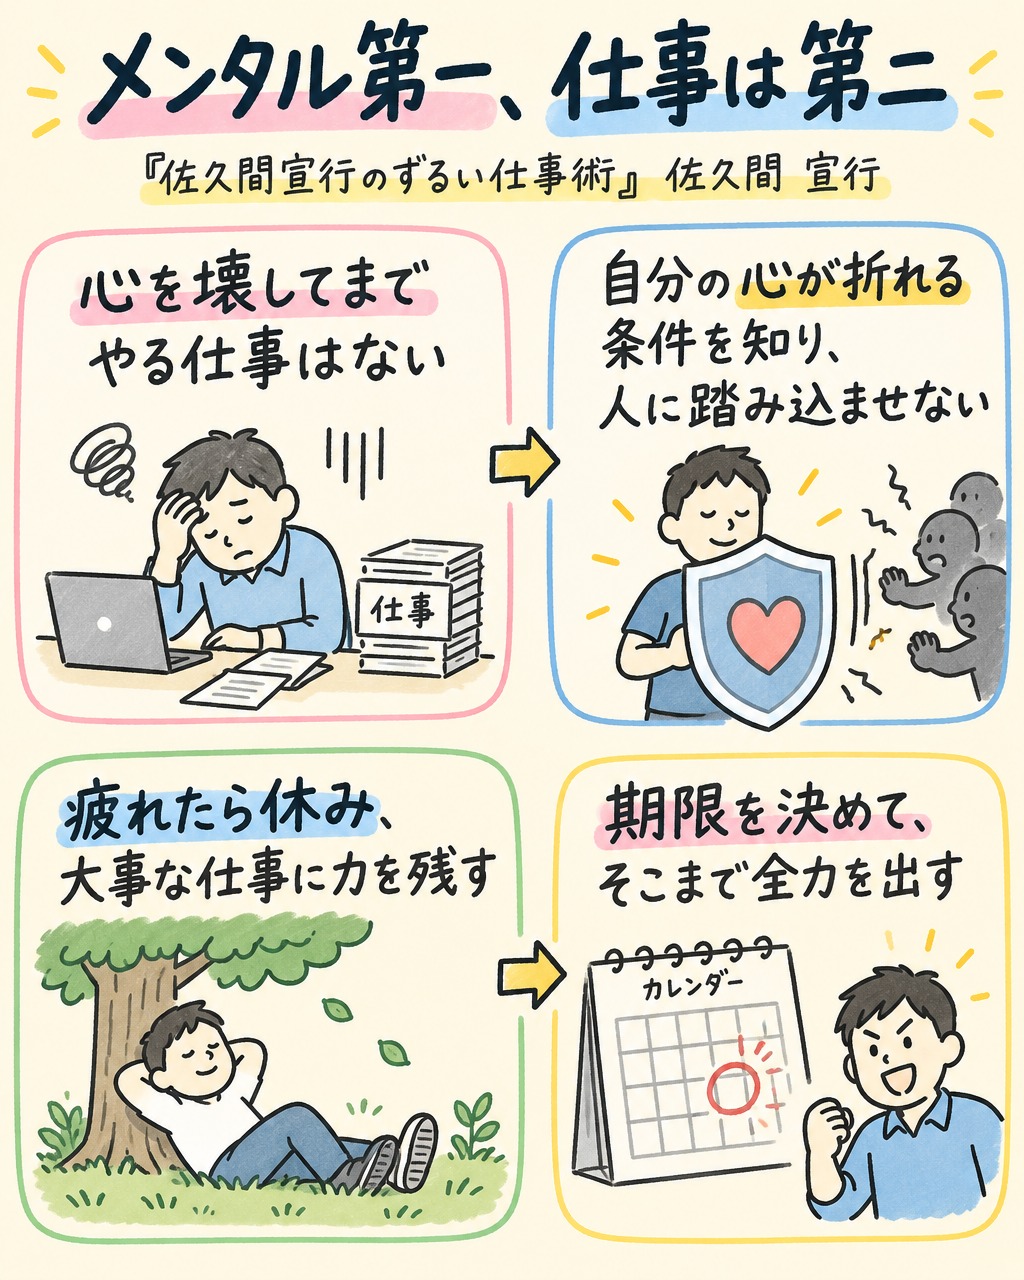 メンタル第一、仕事は第二
『佐久間宣行のずるい仕事術』 佐久間 宣行
心を壊してまで
やる仕事はない
仕事
自分の心が折れる
条件を知り、
人に踏み込ませない
疲れたら休み、
大事な仕事に力を残す
期限を決めて、
そこまで全力を出す
カレンダー